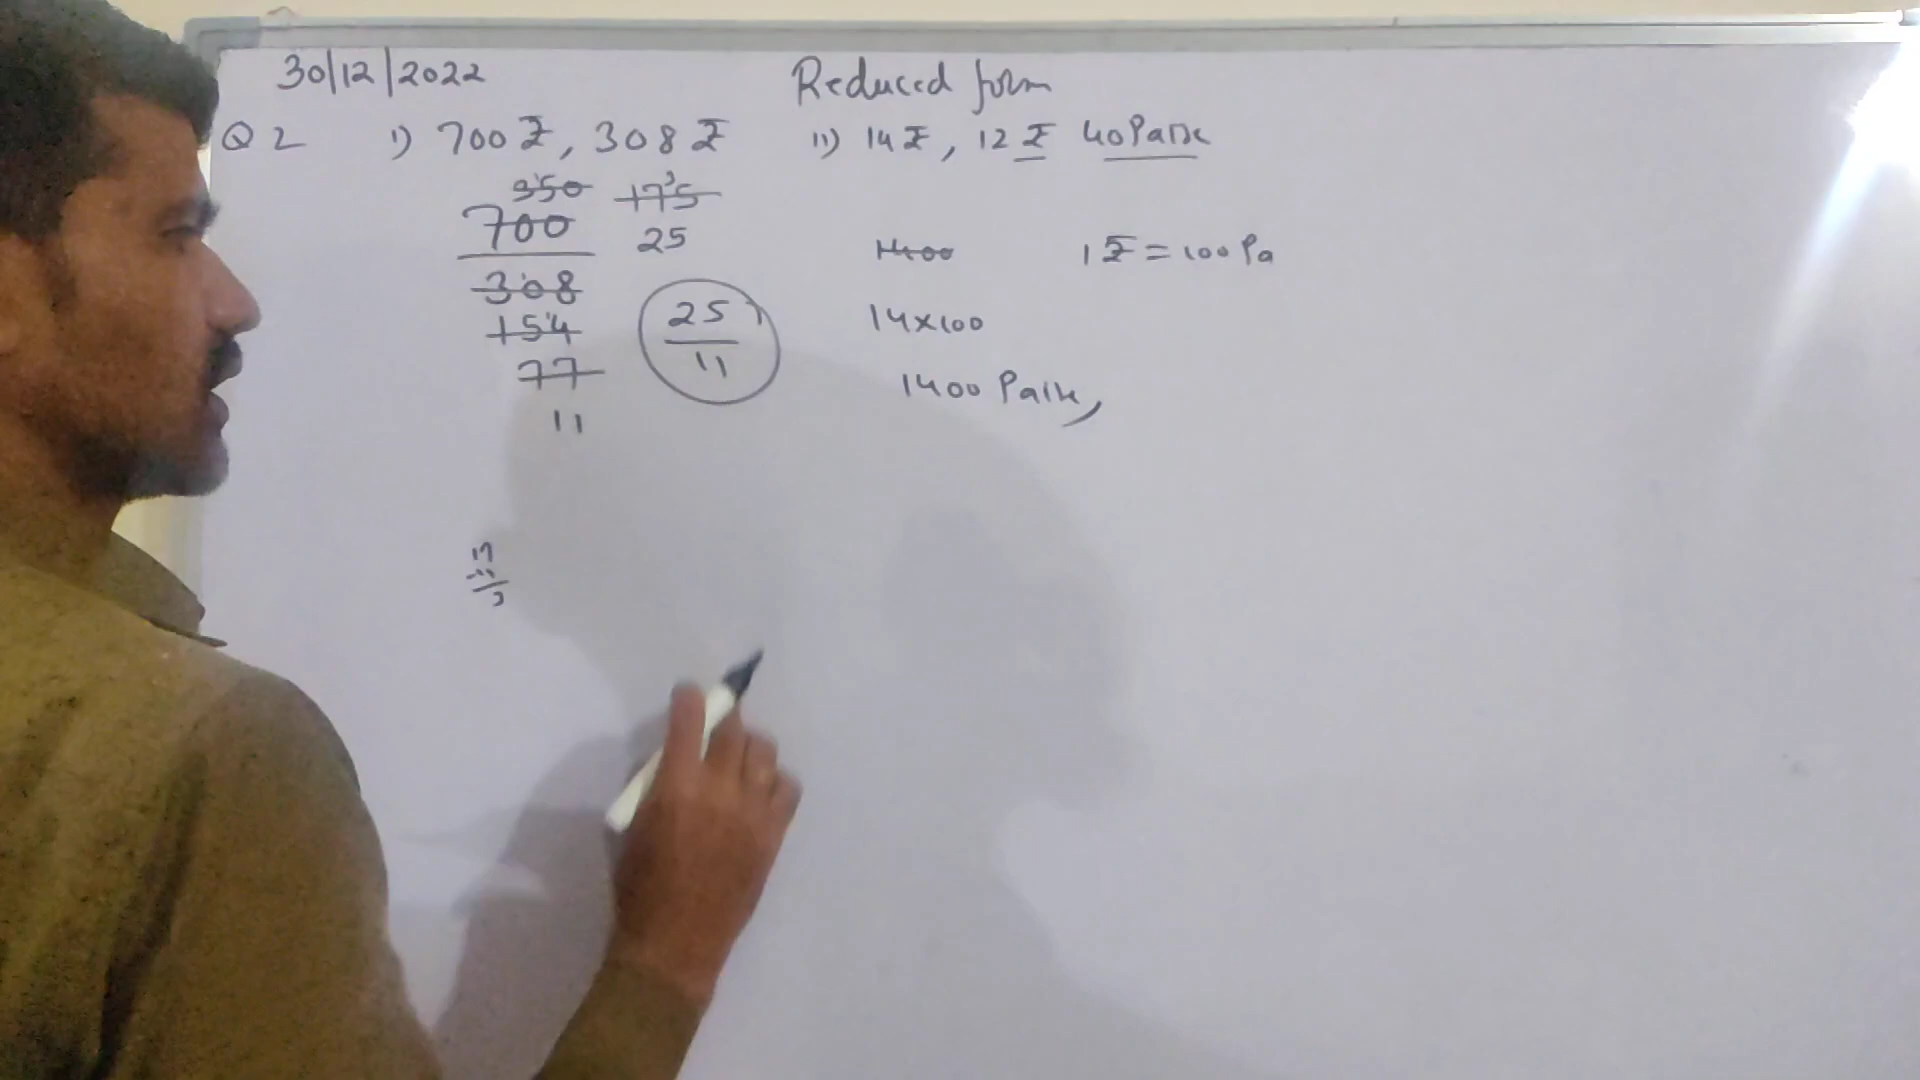 30/12/2022
Reduced form
Q 2 i) 700 ₹, 308 ₹ ii) 14 ₹, 12 ₹ 40 Paise
350 175
700 25
308
154
77
11
25
11
1400 1 ₹ = 100 Pa
14×100
1400 Paise,